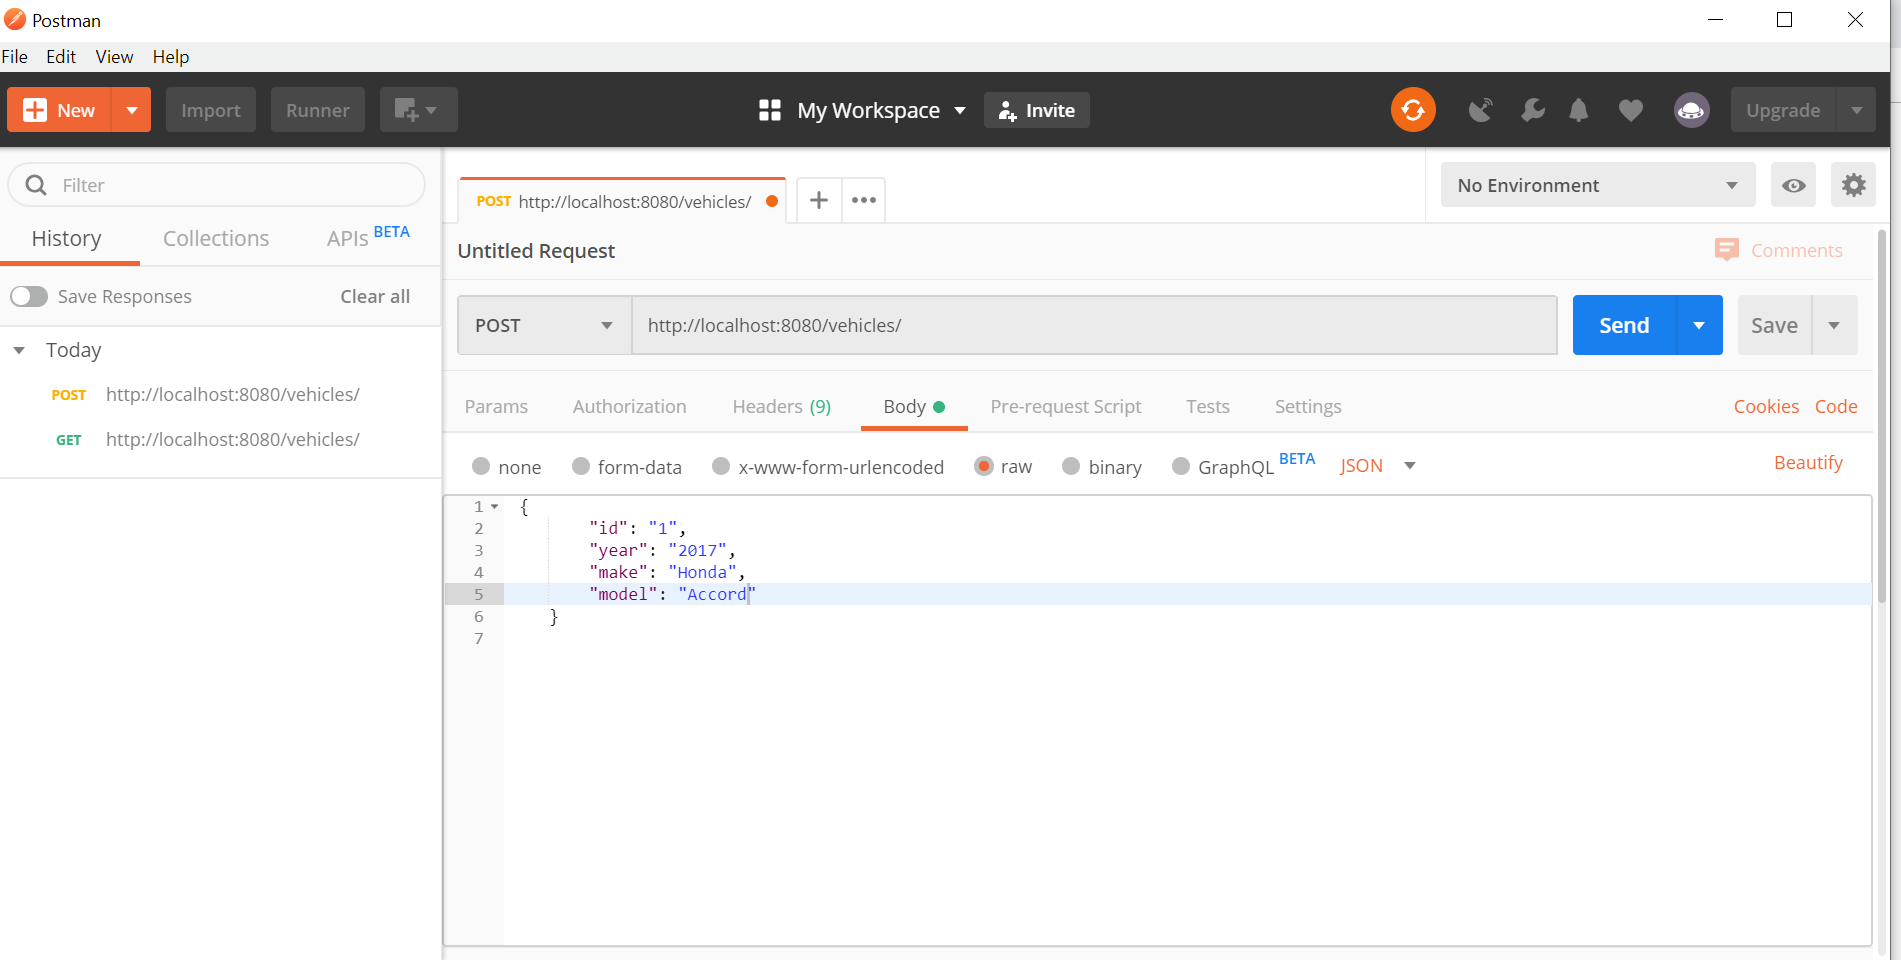 Postman
File Edit View Help
New Import Runner My Workspace Invite Upgrade
Filter
No Environment
POST http://localhost:8080/vehicles/
History Collections APIs BETA
Untitled Request Comments
Save Responses Clear all
POST http://localhost:8080/vehicles/ Send Save
Today
POST http://localhost:8080/vehicles/
GET http://localhost:8080/vehicles/
Params Authorization Headers (9) Body Pre-request Script Tests Settings Cookies Code
none form-data x-www-form-urlencoded raw binary GraphQL BETA JSON Beautify
1 {
2 "id": "1",
3 "year": "2017",
4 "make": "Honda",
5 "model": "Accord"
6 }
7